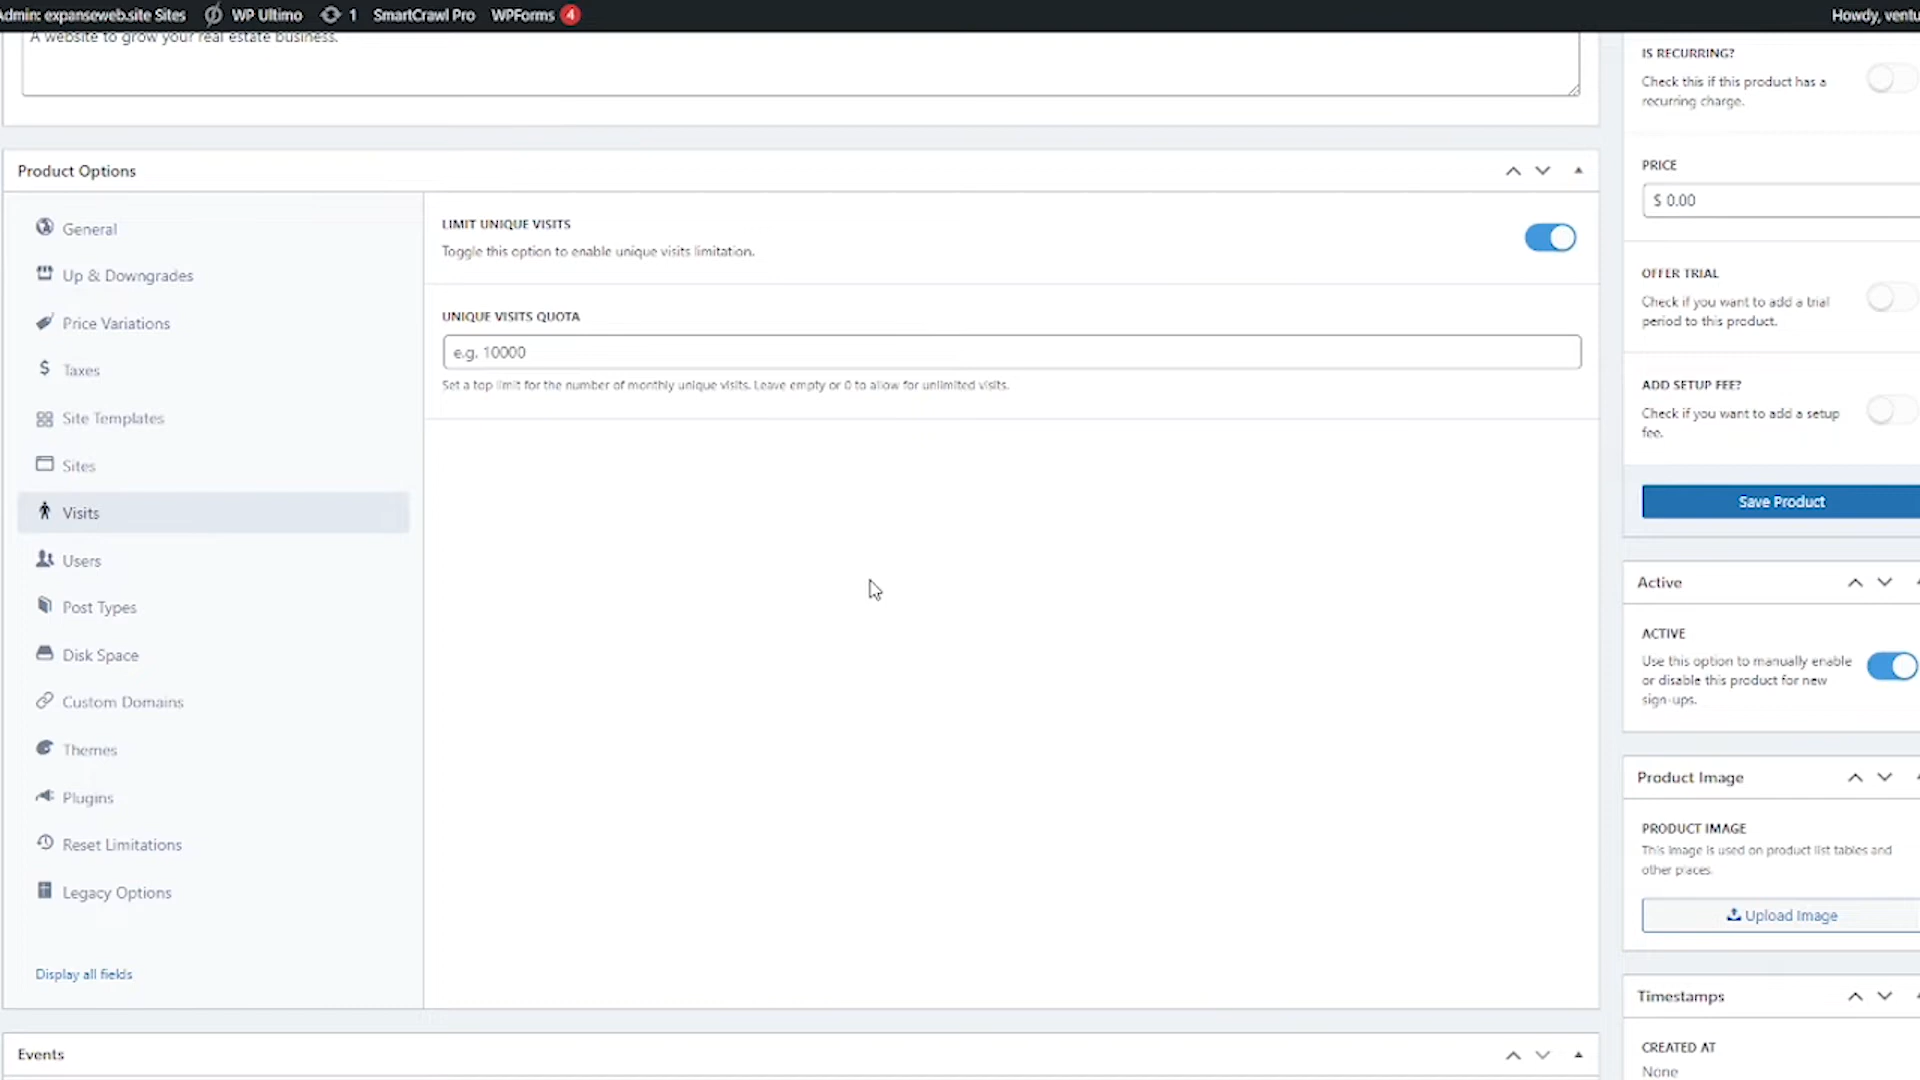 Admin: expanseweb.site Sites WP Ultimo 1 SmartCrawl Pro WPForms 4 Howdy, ventu
A website to grow your real estate business.
Product Options
General
Up & Downgrades
Price Variations
Taxes
Site Templates
Sites
Visits
Users
Post Types
Disk Space
Custom Domains
Themes
Plugins
Reset Limitations
Legacy Options
Display all fields
LIMIT UNIQUE VISITS
Toggle this option to enable unique visits limitation.
UNIQUE VISITS QUOTA
e.g. 10000
Set a top limit for the number of monthly unique visits. Leave empty or 0 to allow for unlimited visits.
Events
IS RECURRING?
Check this if this product has a
recurring charge.
PRICE
$ 0.00
OFFER TRIAL
Check if you want to add a trial
period to this product.
ADD SETUP FEE?
Check if you want to add a setup
fee.
Save Product
Active
ACTIVE
Use this option to manually enable
or disable this product for new
sign-ups.
Product Image
PRODUCT IMAGE
This image is used on product list tables and
other places.
Upload Image
Timestamps
CREATED AT
None